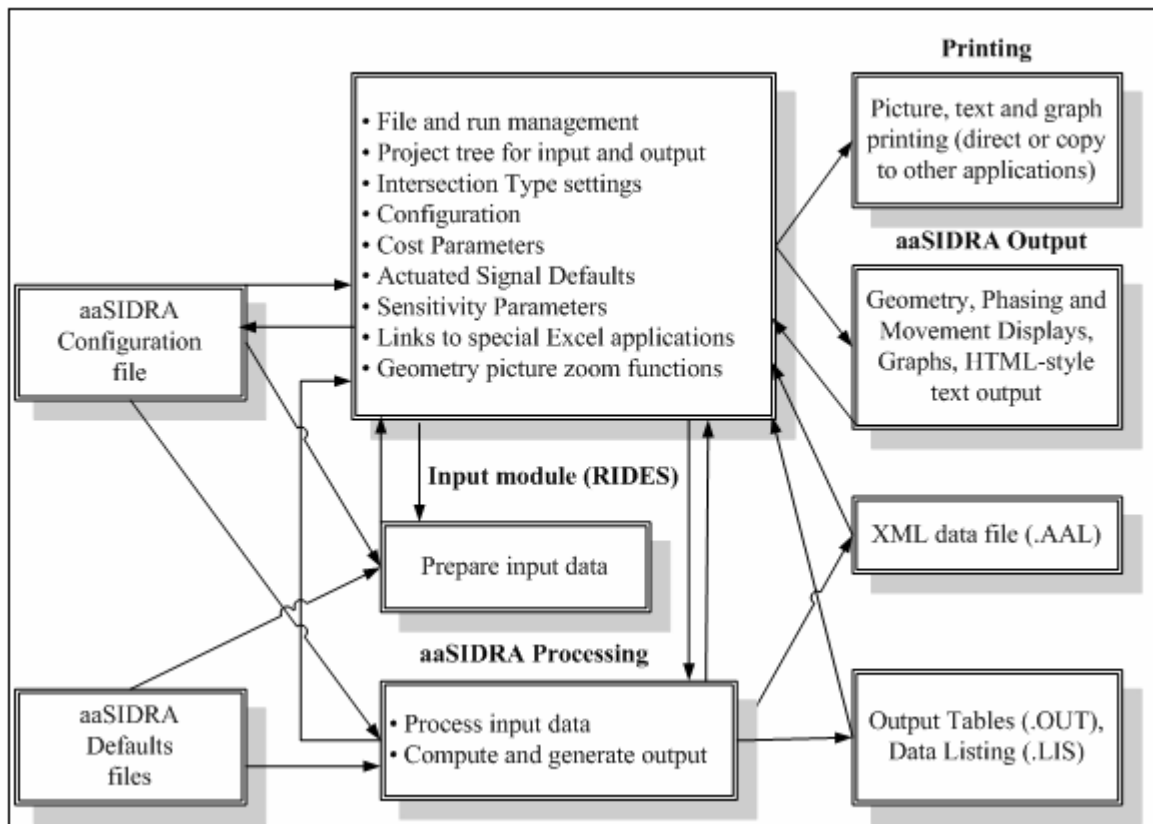 Printing
• File and run management
• Project tree for input and output
• Intersection Type settings
• Configuration
• Cost Parameters
• Actuated Signal Defaults
• Sensitivity Parameters
• Links to special Excel applications
• Geometry picture zoom functions
Picture, text and graph
printing (direct or copy
to other applications)
aaSIDRA Output
Geometry, Phasing and
Movement Displays,
Graphs, HTML-style
text output
aaSIDRA
Configuration
file
Input module (RIDES)
Prepare input data
XML data file (.AAL)
aaSIDRA Processing
• Process input data
• Compute and generate output
aaSIDRA
Defaults
files
Output Tables (.OUT),
Data Listing (.LIS)